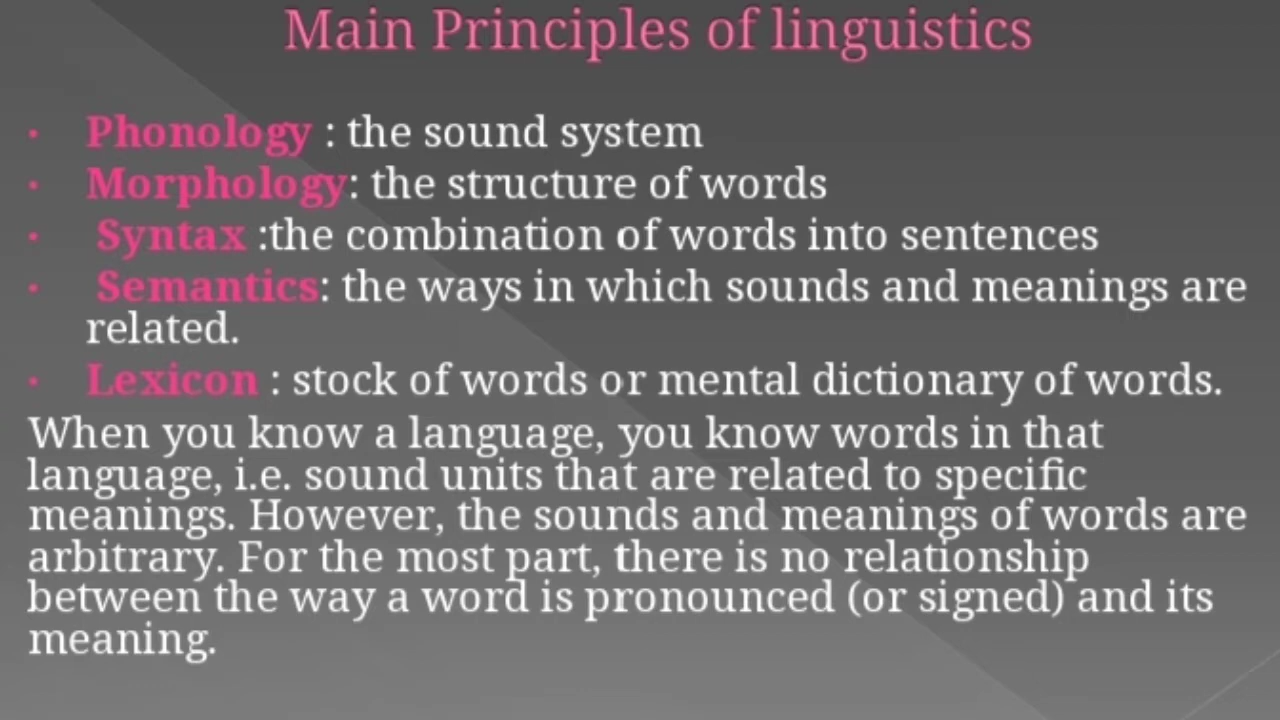 Main Principles of linguistics
• Phonology : the sound system
• Morphology: the structure of words
• Syntax :the combination of words into sentences
• Semantics: the ways in which sounds and meanings are
related.
• Lexicon : stock of words or mental dictionary of words.
When you know a language, you know words in that
language, i.e. sound units that are related to specific
meanings. However, the sounds and meanings of words are
arbitrary. For the most part, there is no relationship
between the way a word is pronounced (or signed) and its
meaning.